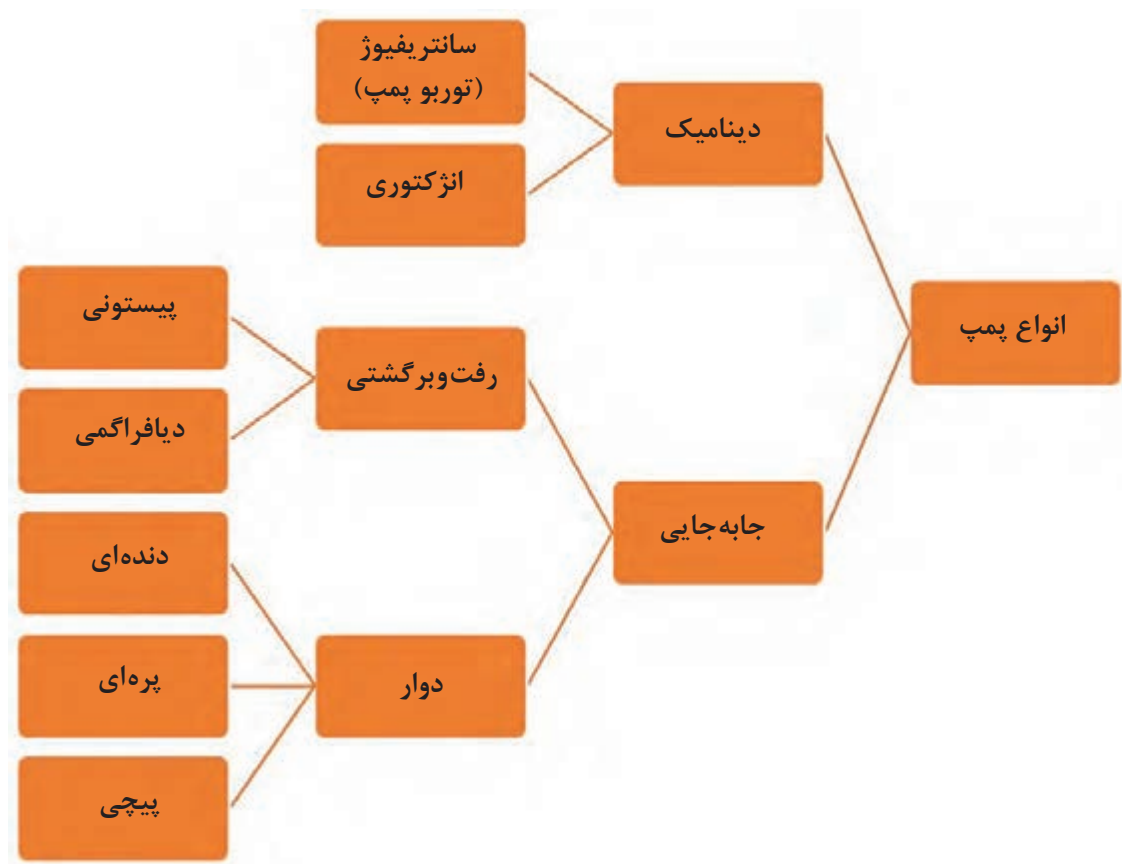 انواع پمپ
دینامیک
سانتریفیوژ
(توربو پمپ)
انژکتوری
جابه‌جایی
رفت‌وبرگشتی
پیستونی
دیافراگمی
دوار
دنده‌ای
پره‌ای
پیچی